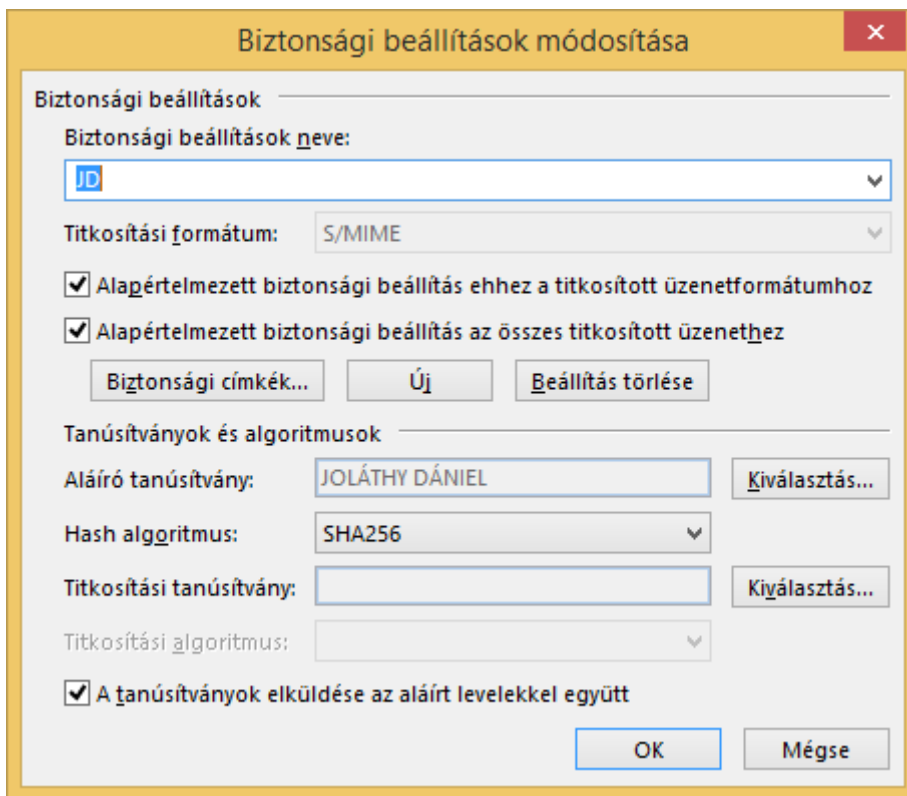 Biztonsági beállítások módosítása
Biztonsági beállítások
Biztonsági beállítások neve:
JD
Titkosítási formátum: S/MIME
Alapértelmezett biztonsági beállítás ehhez a titkosított üzenetformátumhoz
Alapértelmezett biztonsági beállítás az összes titkosított üzenethez
Biztonsági címkék... Új Beállítás törlése
Tanúsítványok és algoritmusok
Aláíró tanúsítvány: JOLÁTHY DÁNIEL Kiválasztás...
Hash algoritmus: SHA256
Titkosítási tanúsítvány: Kiválasztás...
Titkosítási algoritmus:
A tanúsítványok elküldése az aláírt levelekkel együtt
OK Mégse